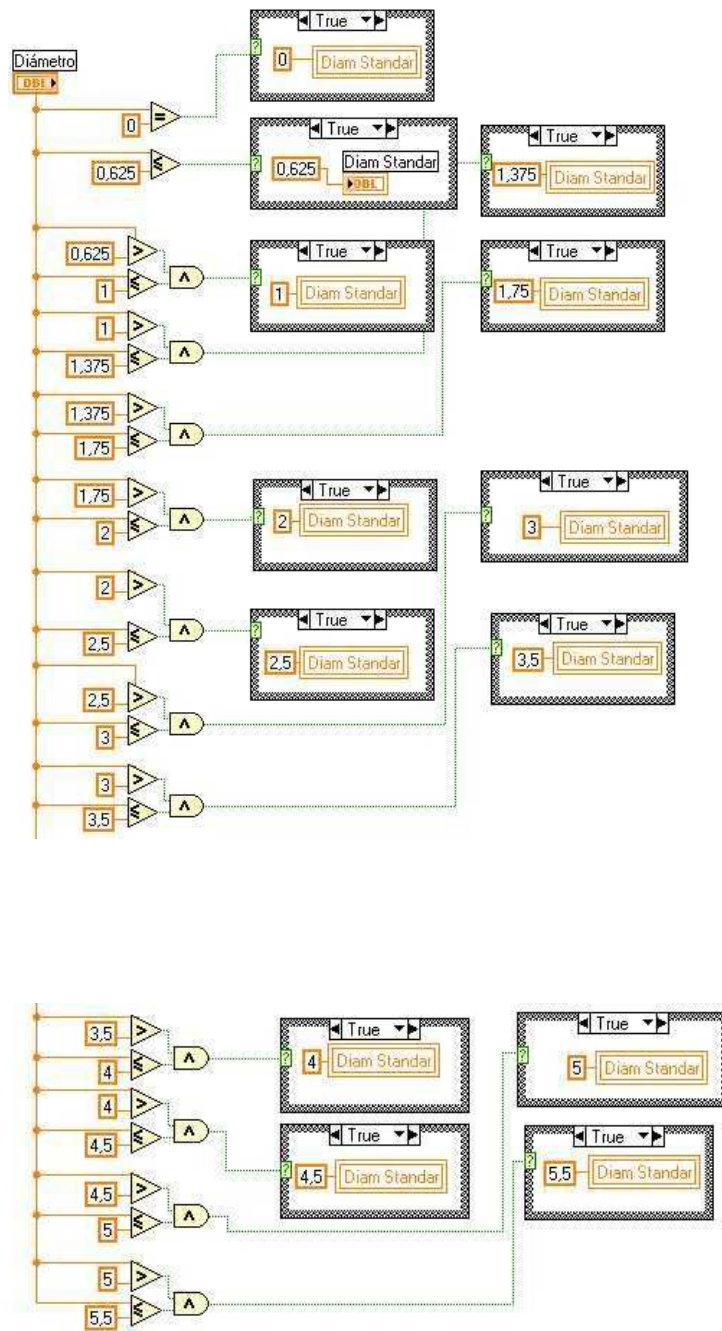 True
Diámetro
DBL
0
Diam Standar
0
=
True
True
≤
0,625
0,625
Diam Standar
DBL
1,375
Diam Standar
True
True
0,625
>
1
≤
∧
1
Diam Standar
1,75
Diam Standar
1
>
1,375
≤
∧
1,375
>
1,75
≤
∧
True
True
1,75
>
2
≤
∧
2
Diam Standar
3
Diam Standar
2
>
2,5
≤
∧
True
2,5
Diam Standar
True
3,5
Diam Standar
2,5
>
3
≤
∧
3
>
3,5
≤
∧
True
True
3,5
>
4
≤
∧
4
Diam Standar
5
Diam Standar
4
>
4,5
≤
∧
True
4,5
Diam Standar
True
5,5
Diam Standar
4,5
>
5
≤
∧
5
>
5,5
≤
∧